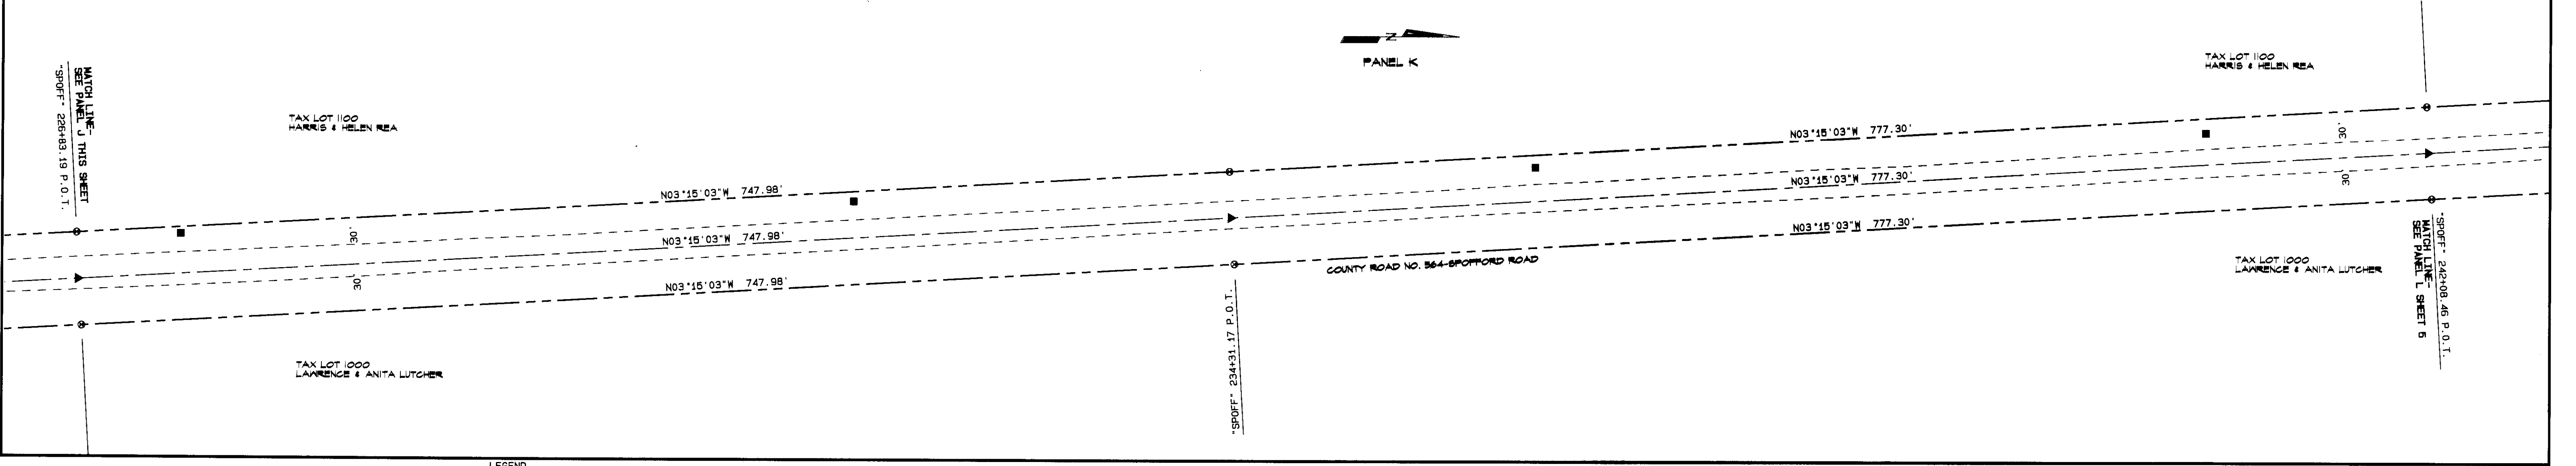 N
PANEL K
MATCH LINE-
SEE PANEL J THIS SHEET
"SPOFF" 226+83.19 P.O.T.
TAX LOT 1100
HARRIS & HELEN REA
TAX LOT 1100
HARRIS & HELEN REA
N03°15'03"W 747.98'
N03°15'03"W 777.30'
30'
30'
N03°15'03"W 747.98'
N03°15'03"W 777.30'
30'
30'
N03°15'03"W 747.98'
N03°15'03"W 777.30'
COUNTY ROAD NO. 564-SPOFFORD ROAD
"SPOFF" 234+31.17 P.O.T.
TAX LOT 1000
LAWRENCE & ANITA LUTCHER
TAX LOT 1000
LAWRENCE & ANITA LUTCHER
"SPOFF" 242+08.46 P.O.T.
MATCH LINE-
SEE PANEL L SHEET 5
LEGEND